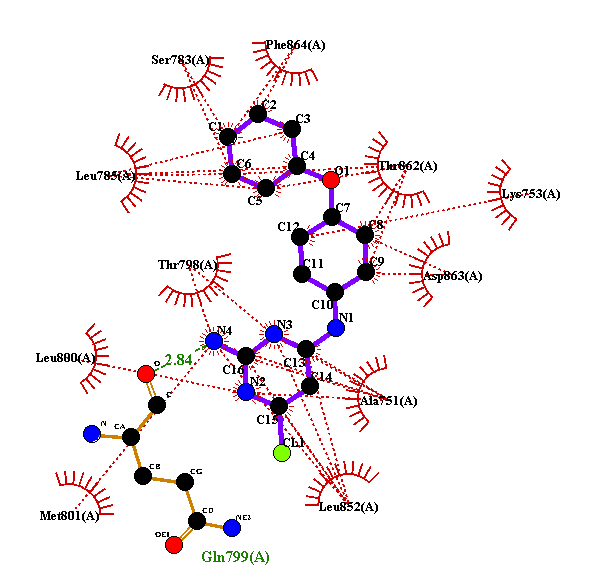 Phe864(A)
Ser783(A)
C2
C3
C1
C4
C6
Leu785(A)
C5
O1
Thr862(A)
Lys753(A)
C7
C12
C8
Thr798(A)
C11
C9
Asp863(A)
C10
N4
N3
N1
Leu800(A)
O
2.84
C16
C13
C
N2
C14
Ala751(A)
C15
N
CA
CL1
CB
CG
Leu852(A)
Met801(A)
CD
NE2
OE1
Gln799(A)